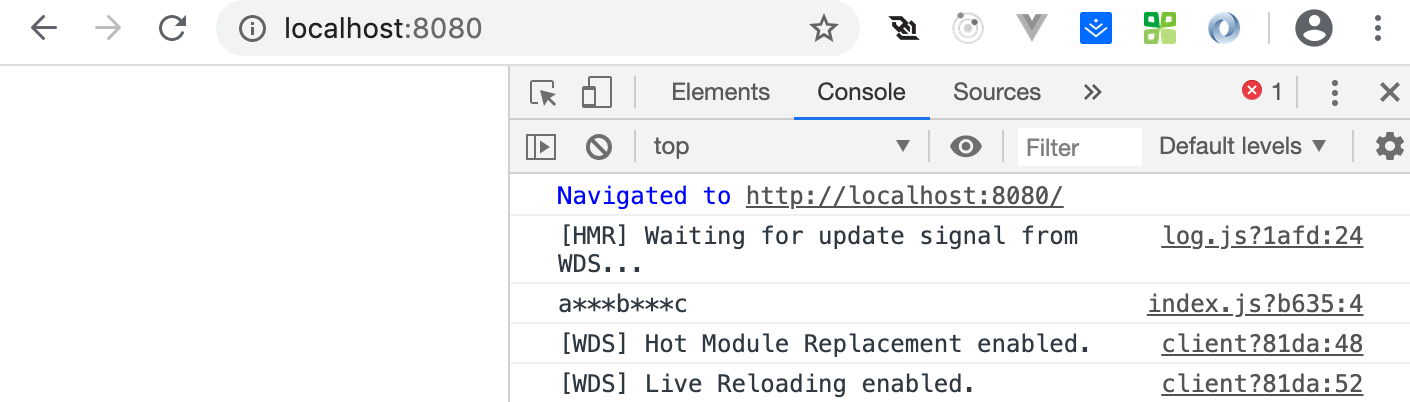 localhost:8080
Elements Console Sources » 1
top Filter Default levels
Navigated to http://localhost:8080/
[HMR] Waiting for update signal from log.js?1afd:24
WDS...
a***b***c index.js?b635:4
[WDS] Hot Module Replacement enabled. client?81da:48
[WDS] Live Reloading enabled. client?81da:52